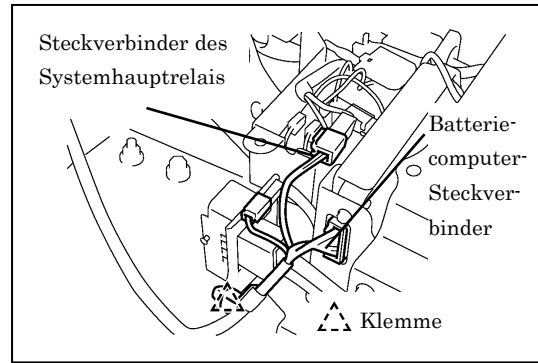 Steckverbinder des
Systemhauptrelais
Batterie-
computer-
Steckver-
binder
Klemme